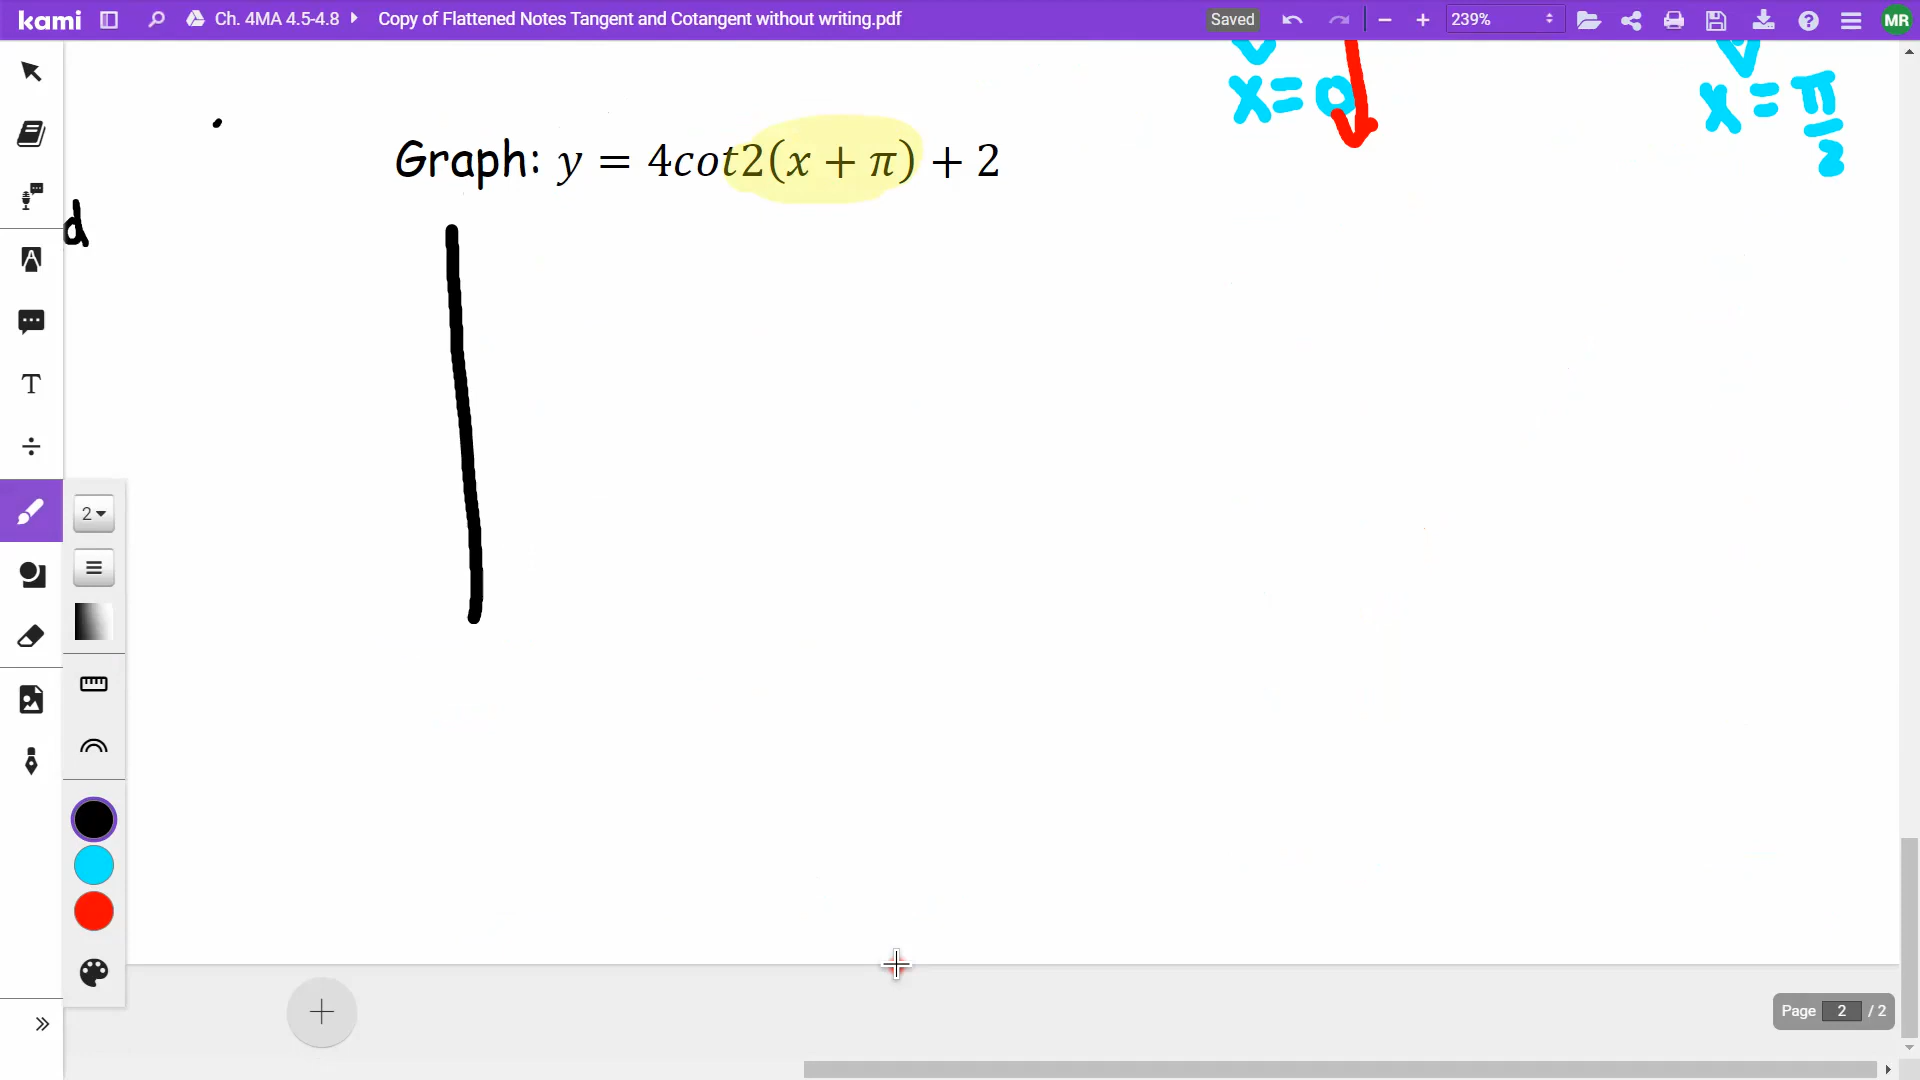 kami Ch. 4MA 4.5-4.8 Copy of Flattened Notes Tangent and Cotangent without writing.pdf Saved 239% MR
x=0
x=π/2
Graph: y = 4cot2(x + π) + 2
d
T
2
Page 2 / 2